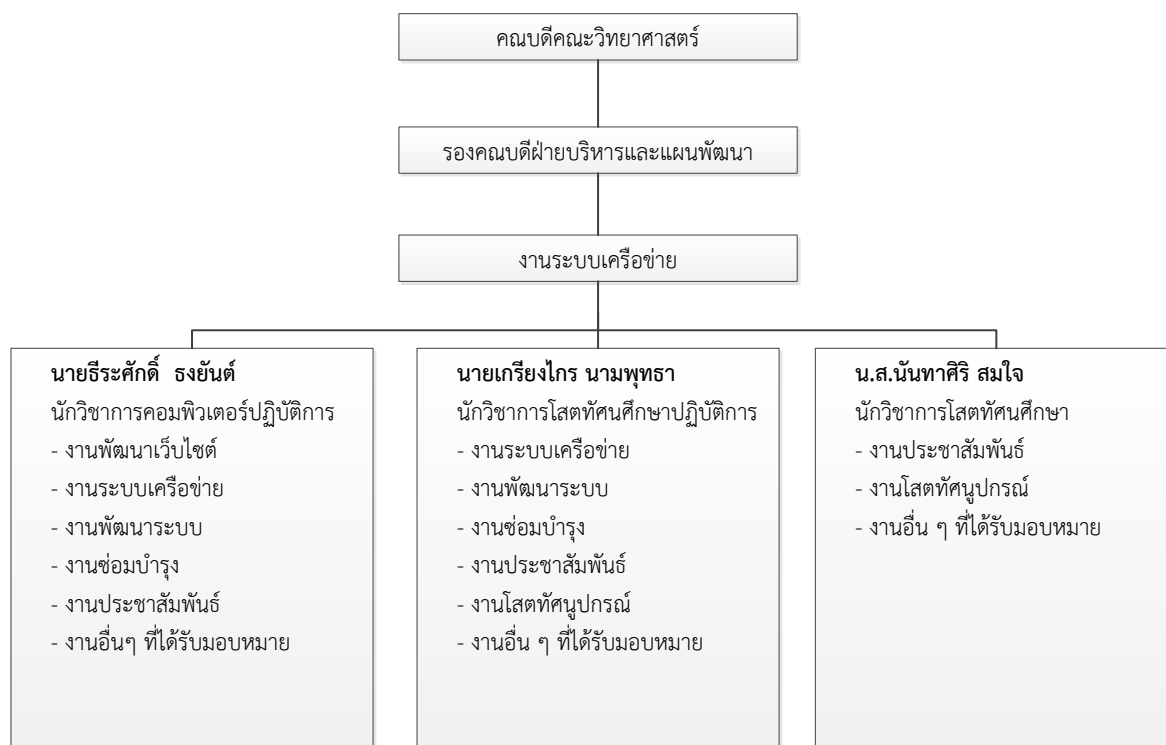 คณบดีคณะวิทยาศาสตร์
รองคณบดีฝ่ายบริหารและแผนพัฒนา
งานระบบเครือข่าย
นายธีระศักดิ์  ธงยันต์
นักวิชาการคอมพิวเตอร์ปฏิบัติการ
- งานพัฒนาเว็บไซต์
- งานระบบเครือข่าย
- งานพัฒนาระบบ
- งานซ่อมบำรุง
- งานประชาสัมพันธ์
- งานอื่นๆ ที่ได้รับมอบหมาย
นายเกรียงไกร นามพุทธา
นักวิชาการโสตทัศนศึกษาปฏิบัติการ
- งานระบบเครือข่าย
- งานพัฒนาระบบ
- งานซ่อมบำรุง
- งานประชาสัมพันธ์
- งานโสตทัศนูปกรณ์
- งานอื่น ๆ ที่ได้รับมอบหมาย
น.ส.นันทาศิริ สมใจ
นักวิชาการโสตทัศนศึกษา
- งานประชาสัมพันธ์
- งานโสตทัศนูปกรณ์
- งานอื่น ๆ ที่ได้รับมอบหมาย